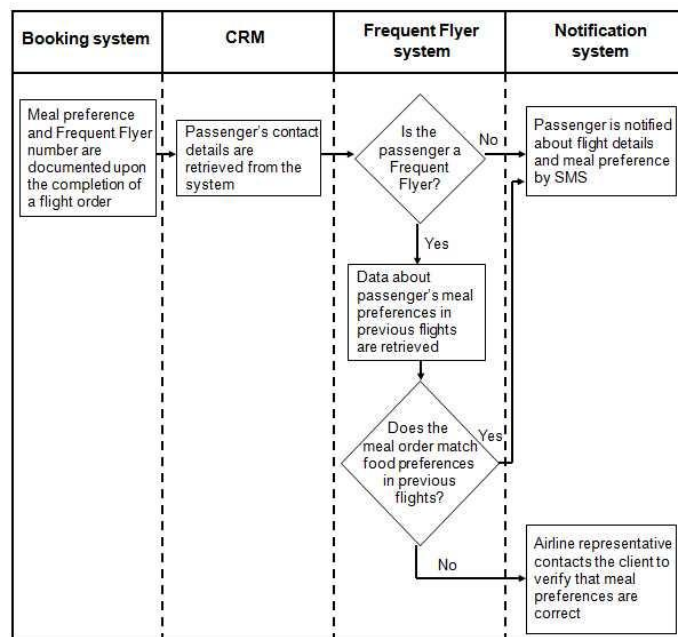 Booking system
CRM
Frequent Flyer
system
Notification
system
Meal preference
and Frequent Flyer
number are
documented upon
the completion of
a flight order
Passenger's contact
details are
retrieved from the
system
Is the
passenger a
Frequent
Flyer?
No
Passenger is notified
about flight details
and meal preference
by SMS
Yes
Data about
passenger's meal
preferences in
previous flights
are retrieved
Does the
meal order match
food preferences
in previous
flights?
Yes
No
Airline representative
contacts the client to
verify that meal
preferences are
correct